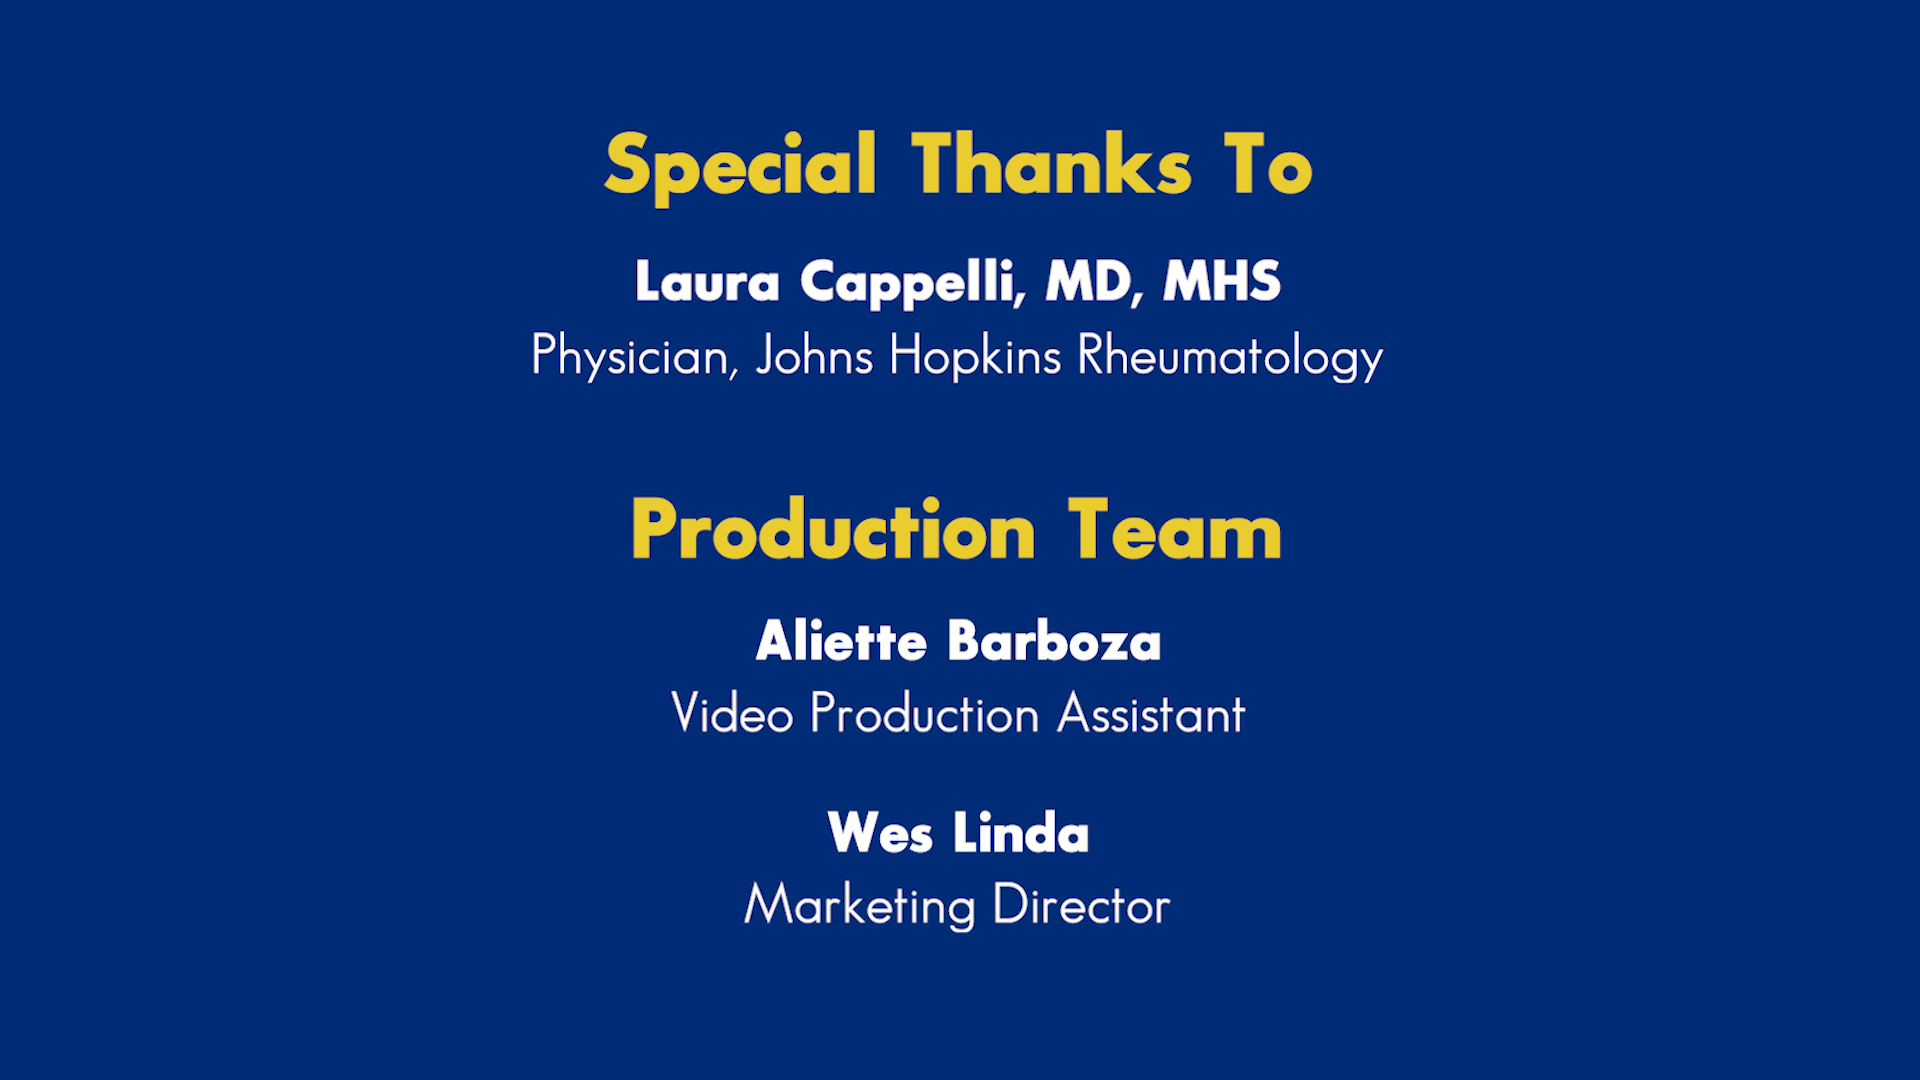 Special Thanks To
Laura Cappelli, MD, MHS
Physician, Johns Hopkins Rheumatology
Production Team
Aliette Barboza
Video Production Assistant
Wes Linda
Marketing Director